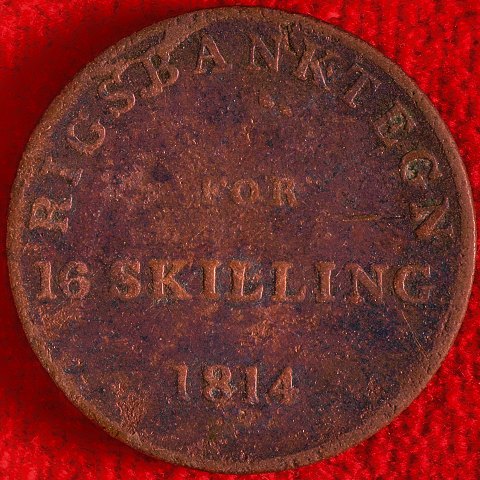 RIGSBANKTEGN
FOR
16 SKILLING
1814